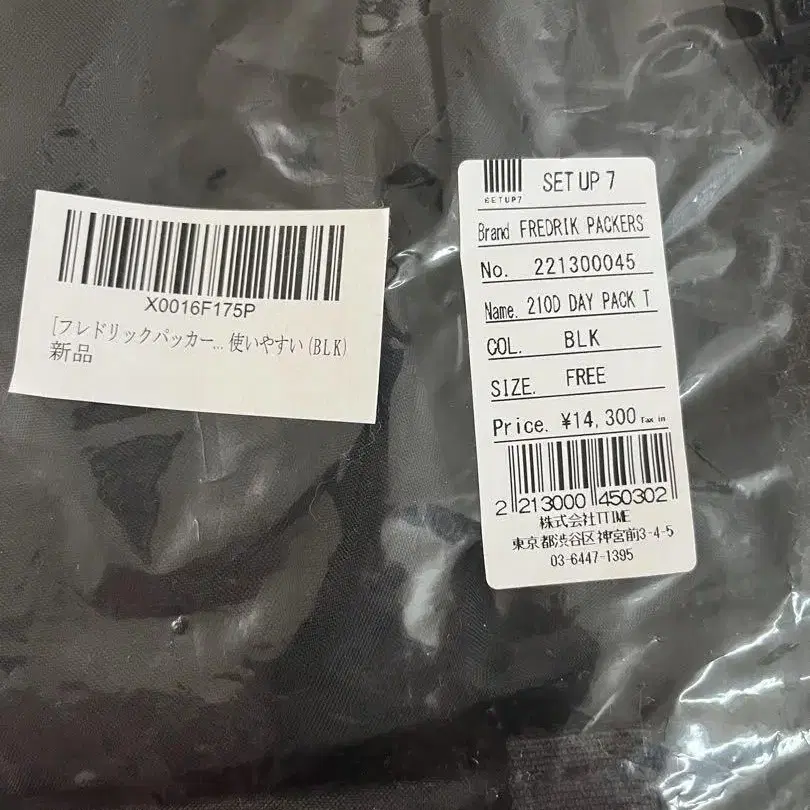 X0016F175P
[フレドリックパッカー... 使いやすい(BLK)
新品
SETUP7
SET UP 7
Brand FREDRIK PACKERS
No. 221300045
Name. 210D DAY PACK T
COL. BLK
SIZE. FREE
Price. ¥14,300 Tax in
2 213000 450302
株式会社TTIME
東京都渋谷区神宮前3-4-5
03-6447-1395